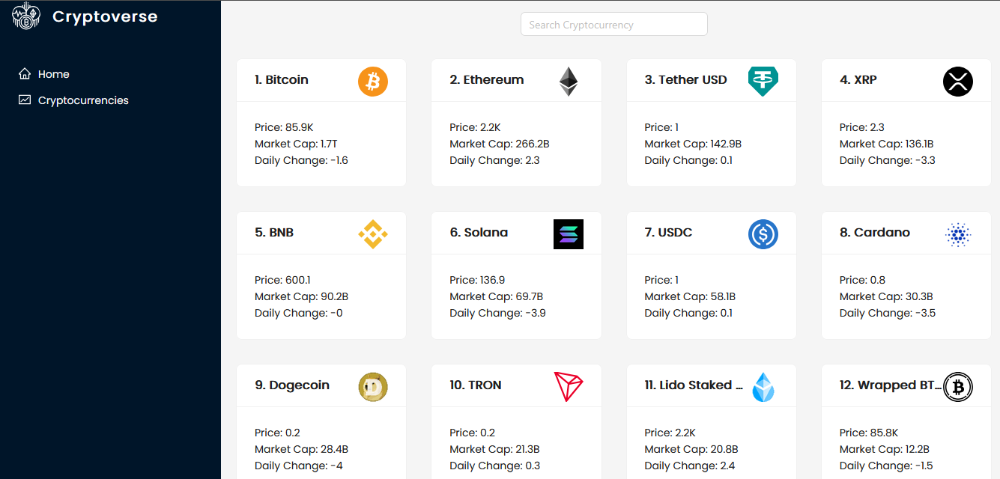 Cryptoverse
Home
Cryptocurrencies
Search Cryptocurrency
1. Bitcoin
Price: 85.9K
Market Cap: 1.7T
Daily Change: -1.6
2. Ethereum
Price: 2.2K
Market Cap: 266.2B
Daily Change: 2.3
3. Tether USD
Price: 1
Market Cap: 142.9B
Daily Change: 0.1
4. XRP
Price: 2.3
Market Cap: 136.1B
Daily Change: -3.3
5. BNB
Price: 600.1
Market Cap: 90.2B
Daily Change: -0
6. Solana
Price: 136.9
Market Cap: 69.7B
Daily Change: -3.9
7. USDC
Price: 1
Market Cap: 58.1B
Daily Change: 0.1
8. Cardano
Price: 0.8
Market Cap: 30.3B
Daily Change: -3.5
9. Dogecoin
Price: 0.2
Market Cap: 28.4B
Daily Change: -4
10. TRON
Price: 0.2
Market Cap: 21.3B
Daily Change: 0.3
11. Lido Staked ...
Price: 2.2K
Market Cap: 20.8B
Daily Change: 2.4
12. Wrapped BT...
Price: 85.8K
Market Cap: 12.2B
Daily Change: -1.5